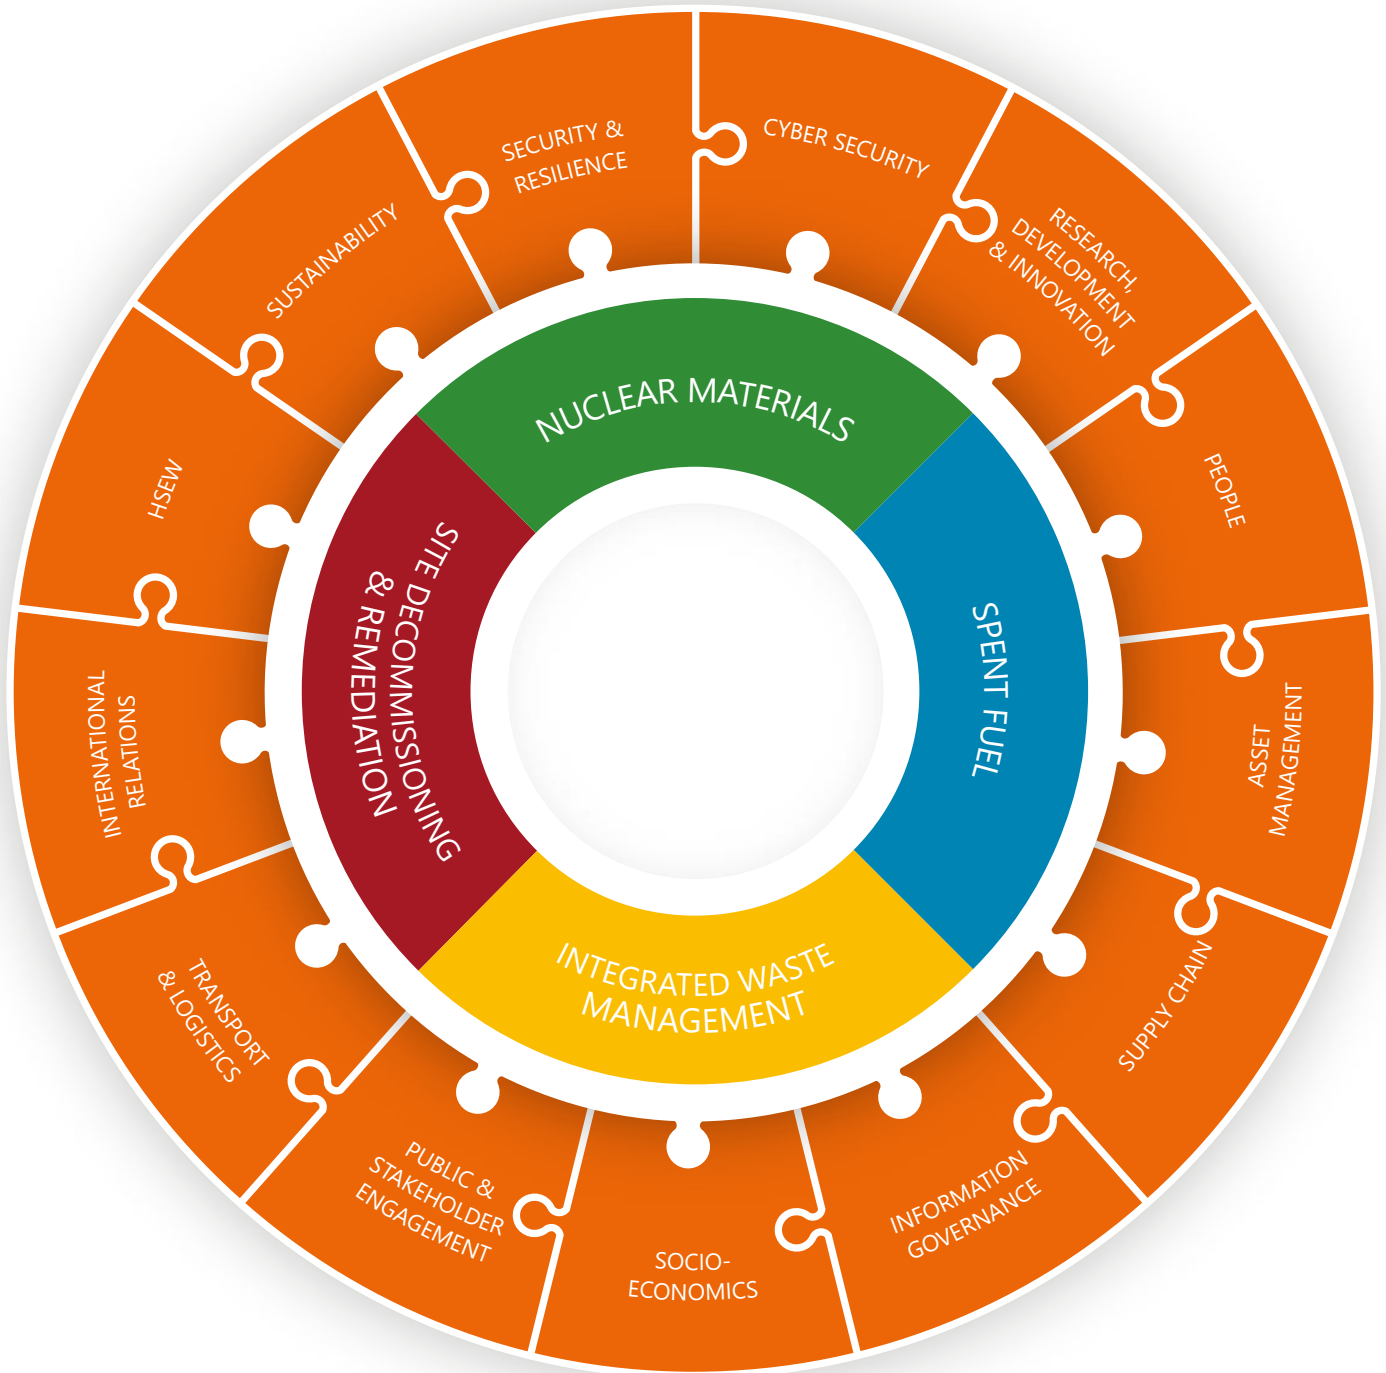 CYBER SECURITY
RESEARCH,
DEVELOPMENT
& INNOVATION
PEOPLE
ASSET
MANAGEMENT
SUPPLY CHAIN
INFORMATION
GOVERNANCE
SOCIO-
ECONOMICS
PUBLIC &
STAKEHOLDER
ENGAGEMENT
TRANSPORT
& LOGISTICS
INTERNATIONAL
RELATIONS
HSEW
SUSTAINABILITY
SECURITY &
RESILIENCE
NUCLEAR MATERIALS
SPENT FUEL
INTEGRATED WASTE
MANAGEMENT
SITE DECOMMISSIONING
& REMEDIATION